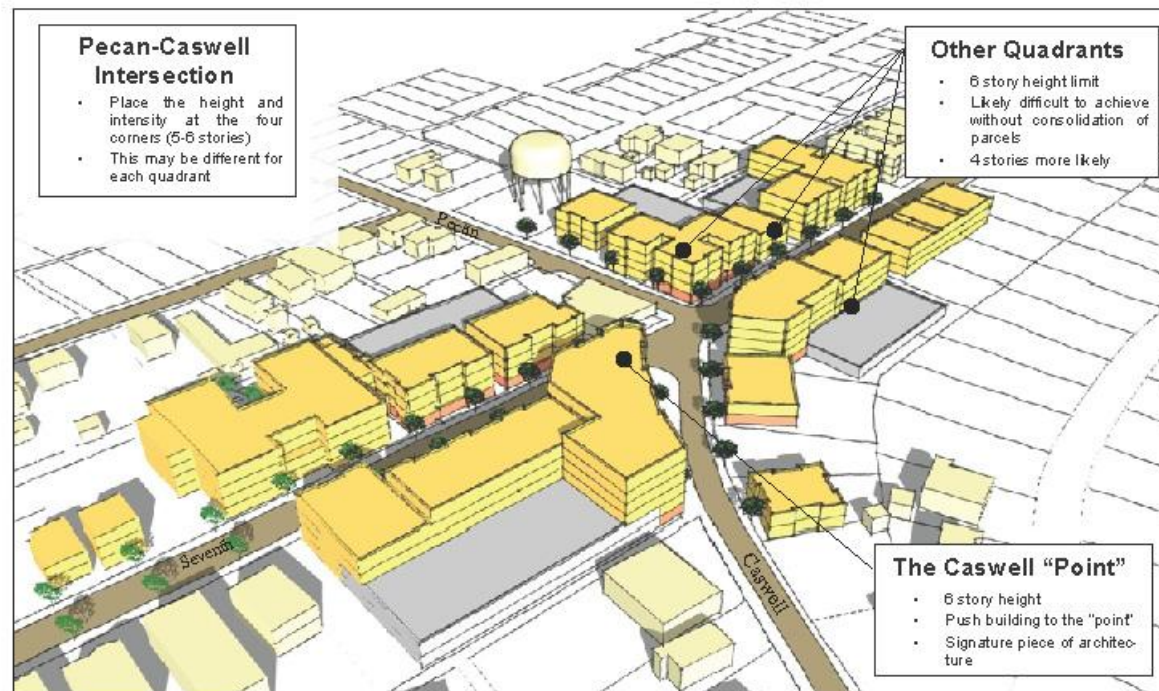 Pecan-Caswell
Intersection
• Place the height and
intensity at the four
corners (5-6 stories)
• This may be different for
each quadrant
Other Quadrants
• 6 story height limit
• Likely difficult to achieve
without consolidation of
parcels
• 4 stories more likely
Pecan
Seventh
Caswell
The Caswell “Point”
• 6 story height
• Push building to the "point"
• Signature piece of architec-
ture